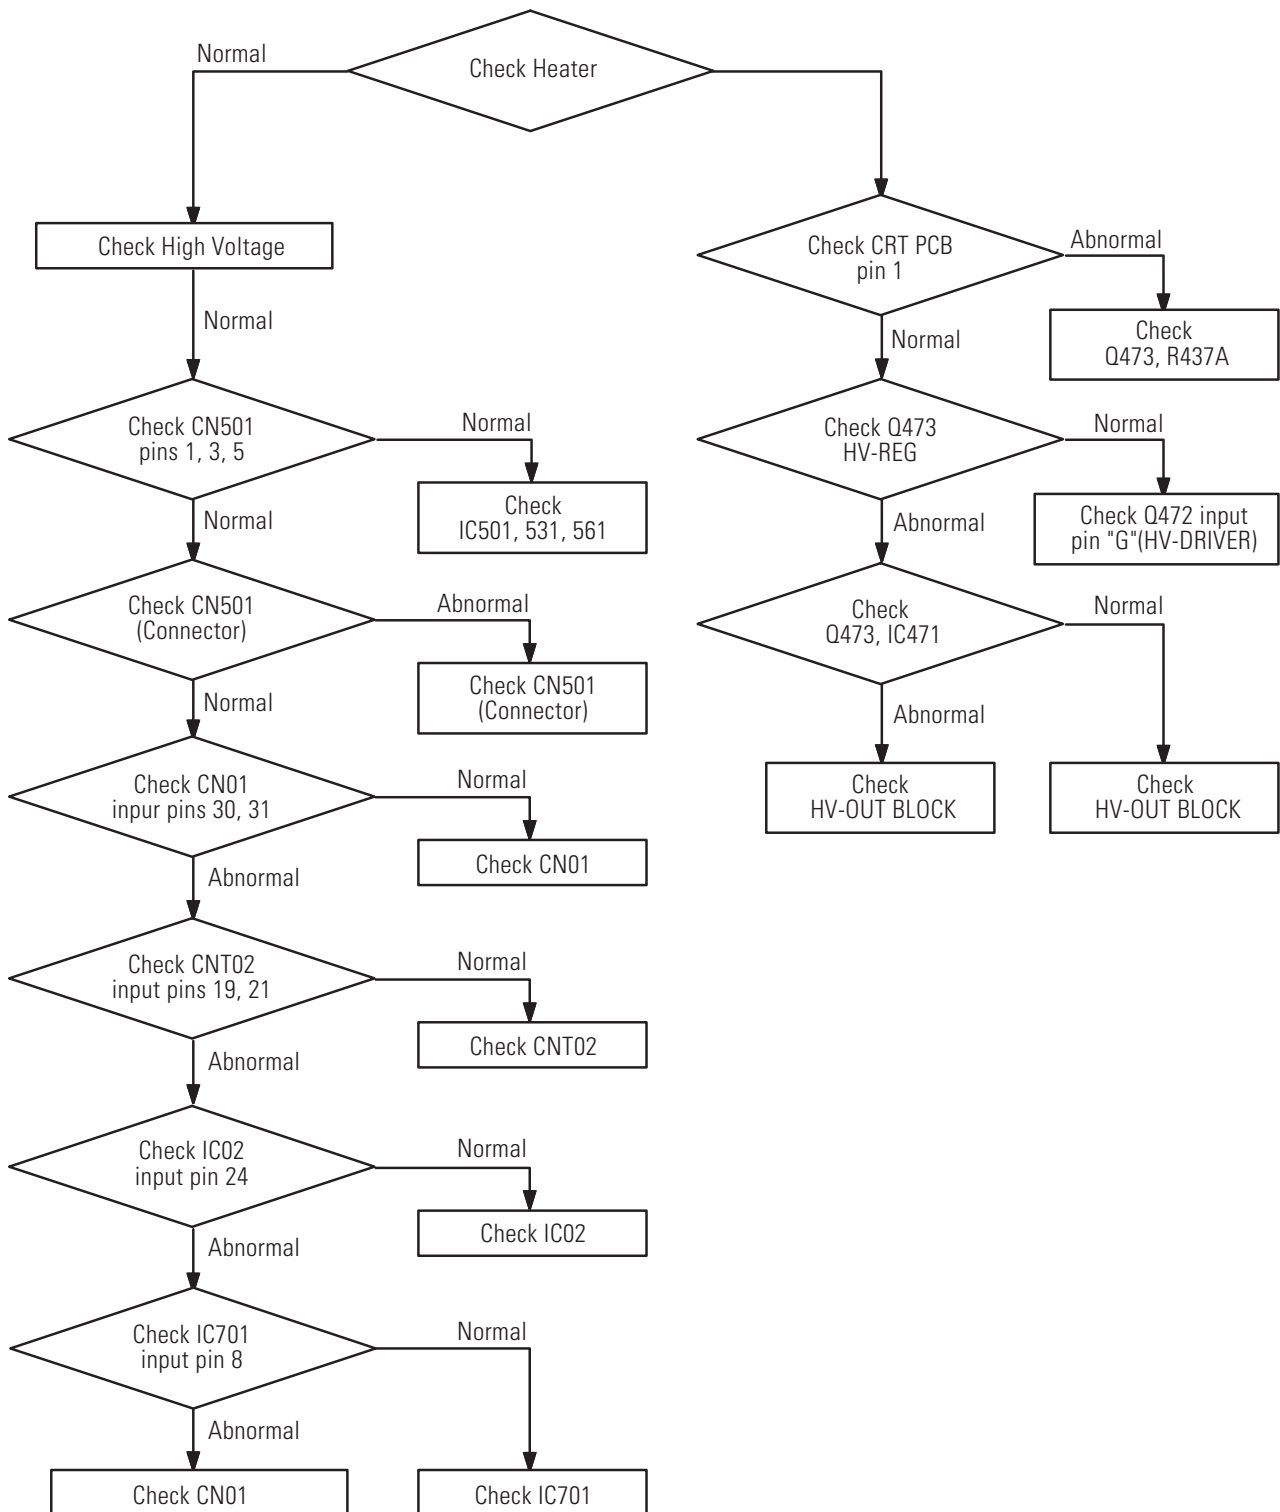 Normal
Check Heater
Check High Voltage
Normal
Check CRT PCB
pin 1
Abnormal
Normal
Check
Q473, R437A
Check CN501
pins 1, 3, 5
Normal
Check
IC501, 531, 561
Normal
Check Q473
HV-REG
Normal
Check Q472 input
pin "G"(HV-DRIVER)
Abnormal
Check CN501
(Connector)
Abnormal
Check CN501
(Connector)
Normal
Check
Q473, IC471
Normal
Abnormal
Check
HV-OUT BLOCK
Check
HV-OUT BLOCK
Check CN01
inpur pins 30, 31
Normal
Check CN01
Abnormal
Check CNT02
input pins 19, 21
Normal
Check CNT02
Abnormal
Check IC02
input pin 24
Normal
Check IC02
Abnormal
Check IC701
input pin 8
Normal
Abnormal
Check CN01
Check IC701